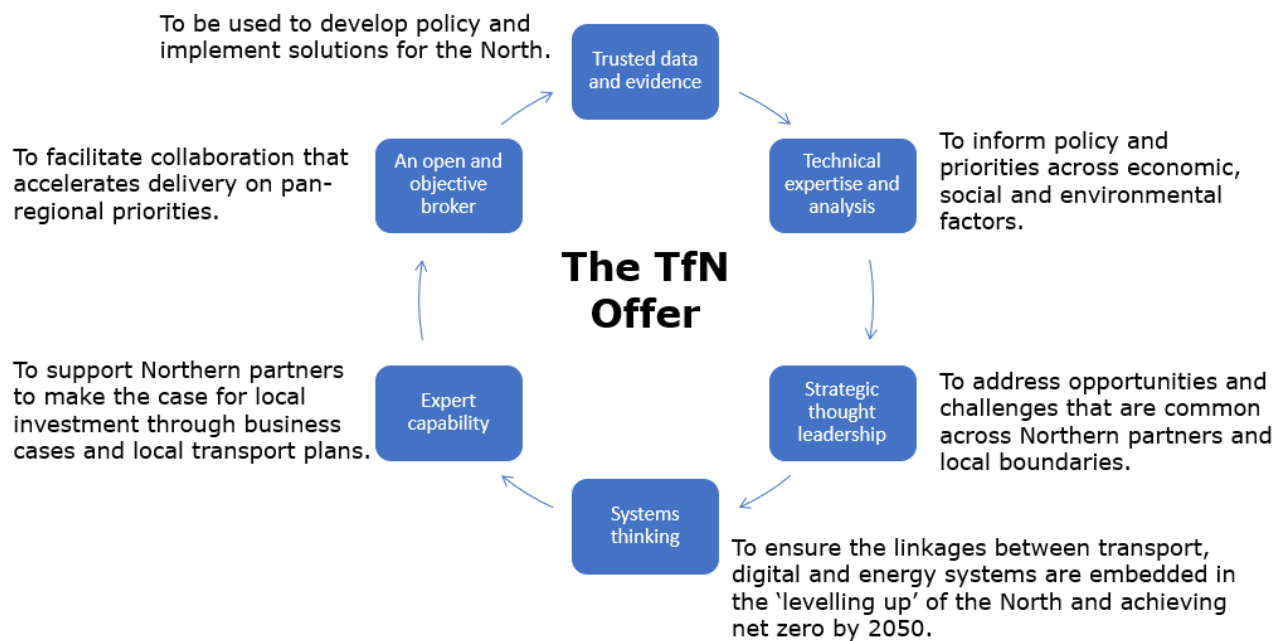 To be used to develop policy and
implement solutions for the North.
Trusted data
and evidence
To facilitate collaboration that
accelerates delivery on pan-
regional priorities.
An open and
objective
broker
Technical
expertise and
analysis
To inform policy and
priorities across economic,
social and environmental
factors.
The TfN
Offer
To support Northern partners
to make the case for local
investment through business
cases and local transport plans.
Expert
capability
Strategic
thought
leadership
To address opportunities and
challenges that are common
across Northern partners and
local boundaries.
Systems
thinking
To ensure the linkages between transport,
digital and energy systems are embedded in
the ‘levelling up’ of the North and achieving
net zero by 2050.